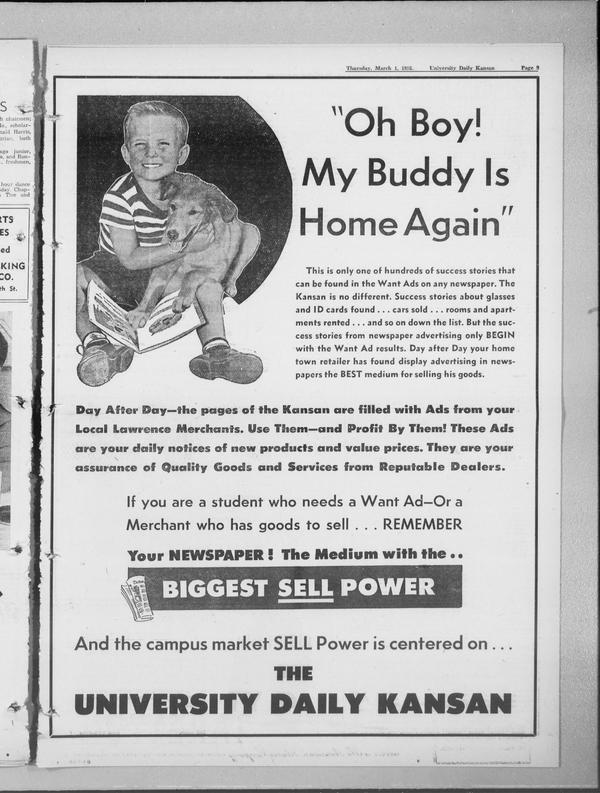 Thursday, March 1, 1951. University Daily Kansan Page 9
"Oh Boy!
My Buddy Is
Home Again"
This is only one of hundreds of success stories that
can be found in the Want Ads on any newspaper. The
Kansan is no different. Success stories about glasses
and ID cards found . . . cars sold . . . rooms and apart-
ments rented . . . and so on down the list. But the suc-
cess stories from newspaper advertising only BEGIN
with the Want Ad results. Day after Day your home
town retailer has found display advertising in news-
papers the BEST medium for selling his goods.
Day After Day—the pages of the Kansan are filled with Ads from your
Local Lawrence Merchants. Use Them—and Profit By Them! These Ads
are your daily notices of new products and value prices. They are your
assurance of Quality Goods and Services from Reputable Dealers.
If you are a student who needs a Want Ad—Or a
Merchant who has goods to sell . . . REMEMBER
Your NEWSPAPER! The Medium with the . .
BIGGEST SELL POWER
And the campus market SELL Power is centered on . . .
THE
UNIVERSITY DAILY KANSAN
S
RTS
ES
ed
KING
CO.
th St.